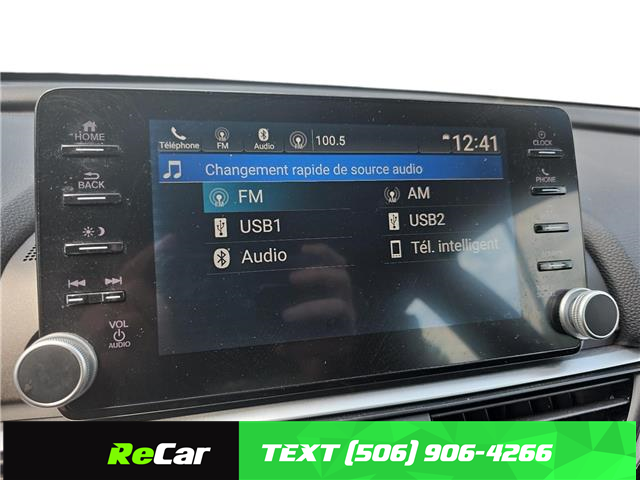 Téléphone FM Audio 100.5 12:41
HOME
CLOCK
Changement rapide de source audio
BACK
PHONE
FM AM
USB1 USB2
Audio Tél. intelligent
VOL
AUDIO
ReCar TEXT (506) 906-4266